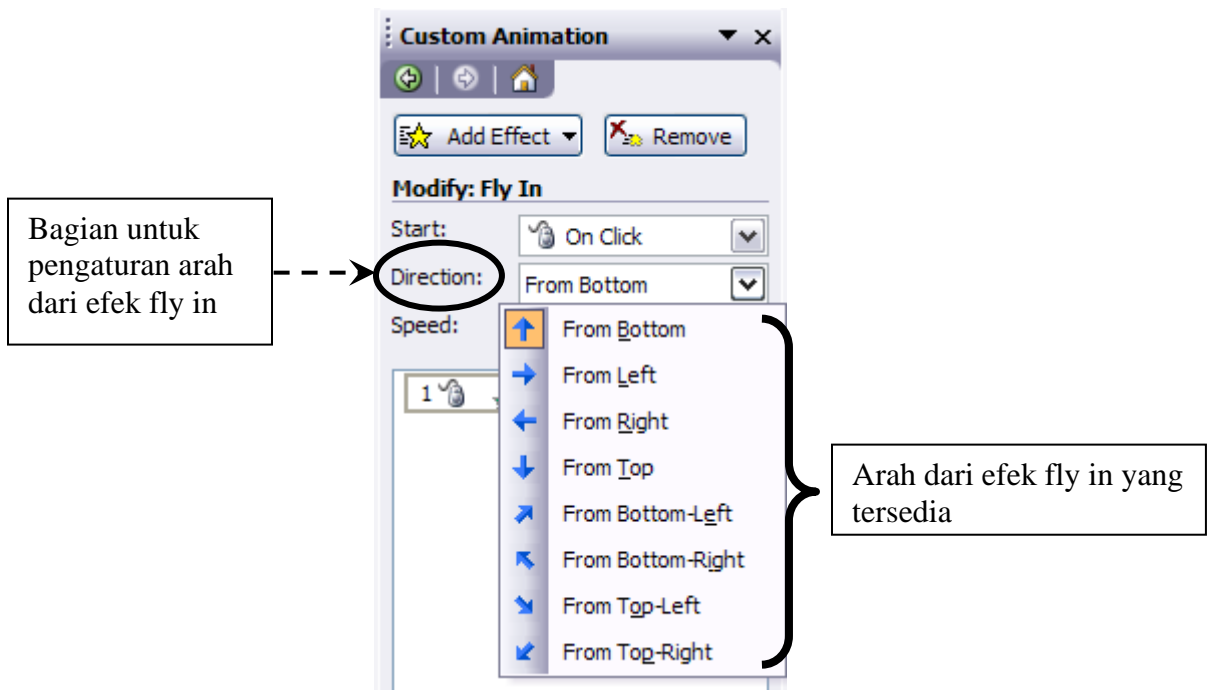 Custom Animation
Add Effect
Remove
Modify: Fly In
Start:
On Click
Direction:
From Bottom
Speed:
From Bottom
From Left
From Right
From Top
From Bottom-Left
From Bottom-Right
From Top-Left
From Top-Right
1
Bagian untuk
pengaturan arah
dari efek fly in
Arah dari efek fly in yang
tersedia